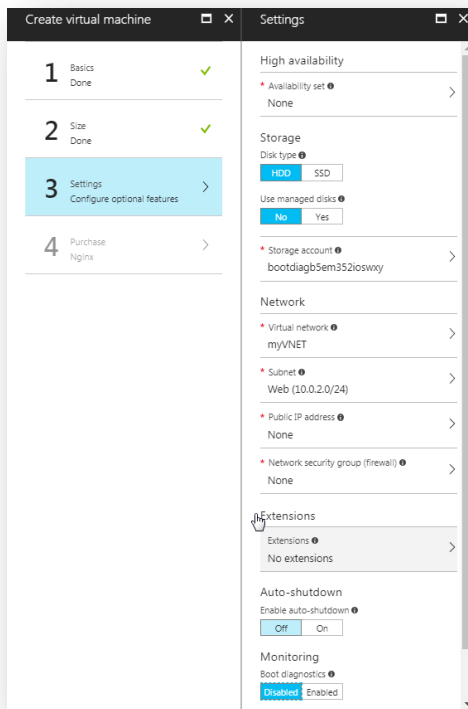 Create virtual machine
1
Basics
Done
2
Size
Done
3
Settings
Configure optional features
4
Purchase
Nginx
Settings
High availability
* Availability set
None
Storage
Disk type
HDD SSD
Use managed disks
No Yes
* Storage account
bootdiagb5em352ioswxy
Network
* Virtual network
myVNET
* Subnet
Web (10.0.2.0/24)
* Public IP address
None
* Network security group (firewall)
None
Extensions
Extensions
No extensions
Auto-shutdown
Enable auto-shutdown
Off On
Monitoring
Boot diagnostics
Disabled Enabled